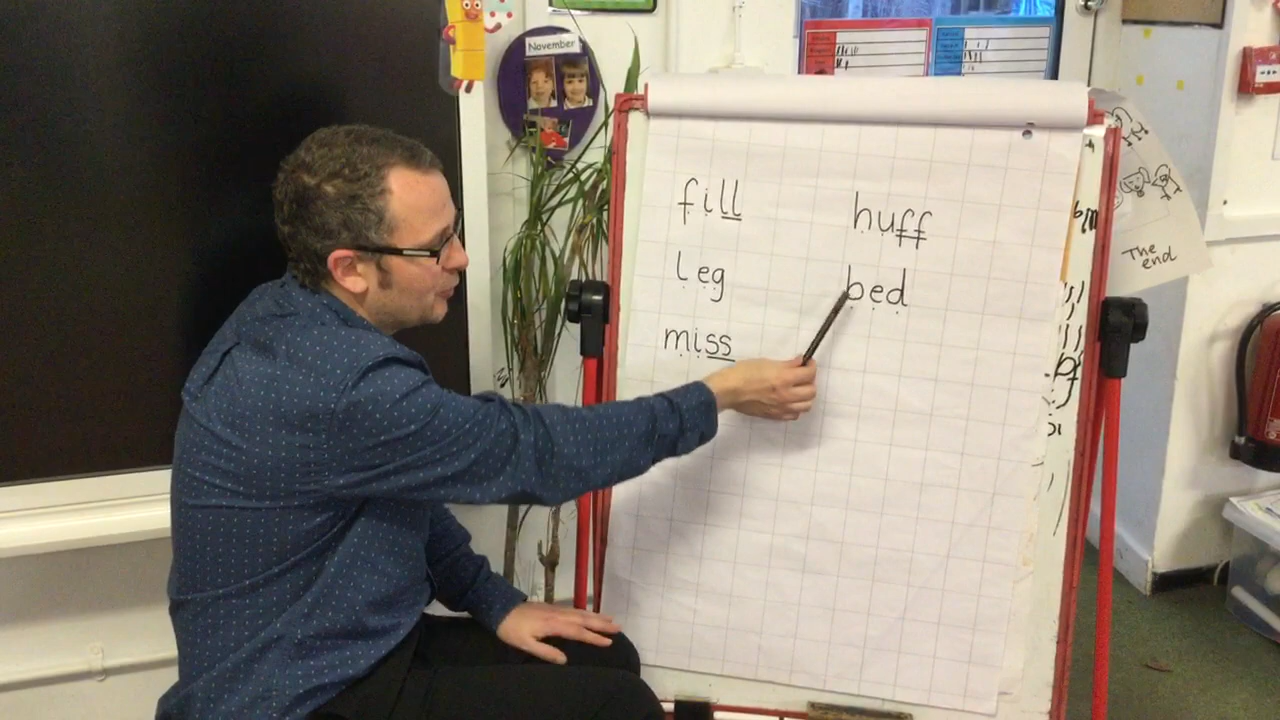 November
fill
leg
miss
huff
bed
The
end